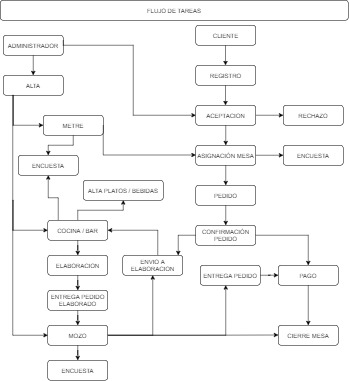 FLUJO DE TAREAS
CLIENTE
ADMINISTRADOR
REGISTRO
ALTA
ACEPTACION
RECHAZO
METRE
ASIGNACIÓN MESA
ENCUESTA
ENCUESTA
ALTA PLATOS / BEBIDAS
PEDIDO
COCINA / BAR
CONFIRMACIÓN
PEDIDO
ELABORACIÓN
ENVIO A
ELABORACIÓN
ENTREGA PEDIDO
PAGO
ENTREGA PEDIDO
ELABORADO
MOZO
CIERRE MESA
ENCUESTA